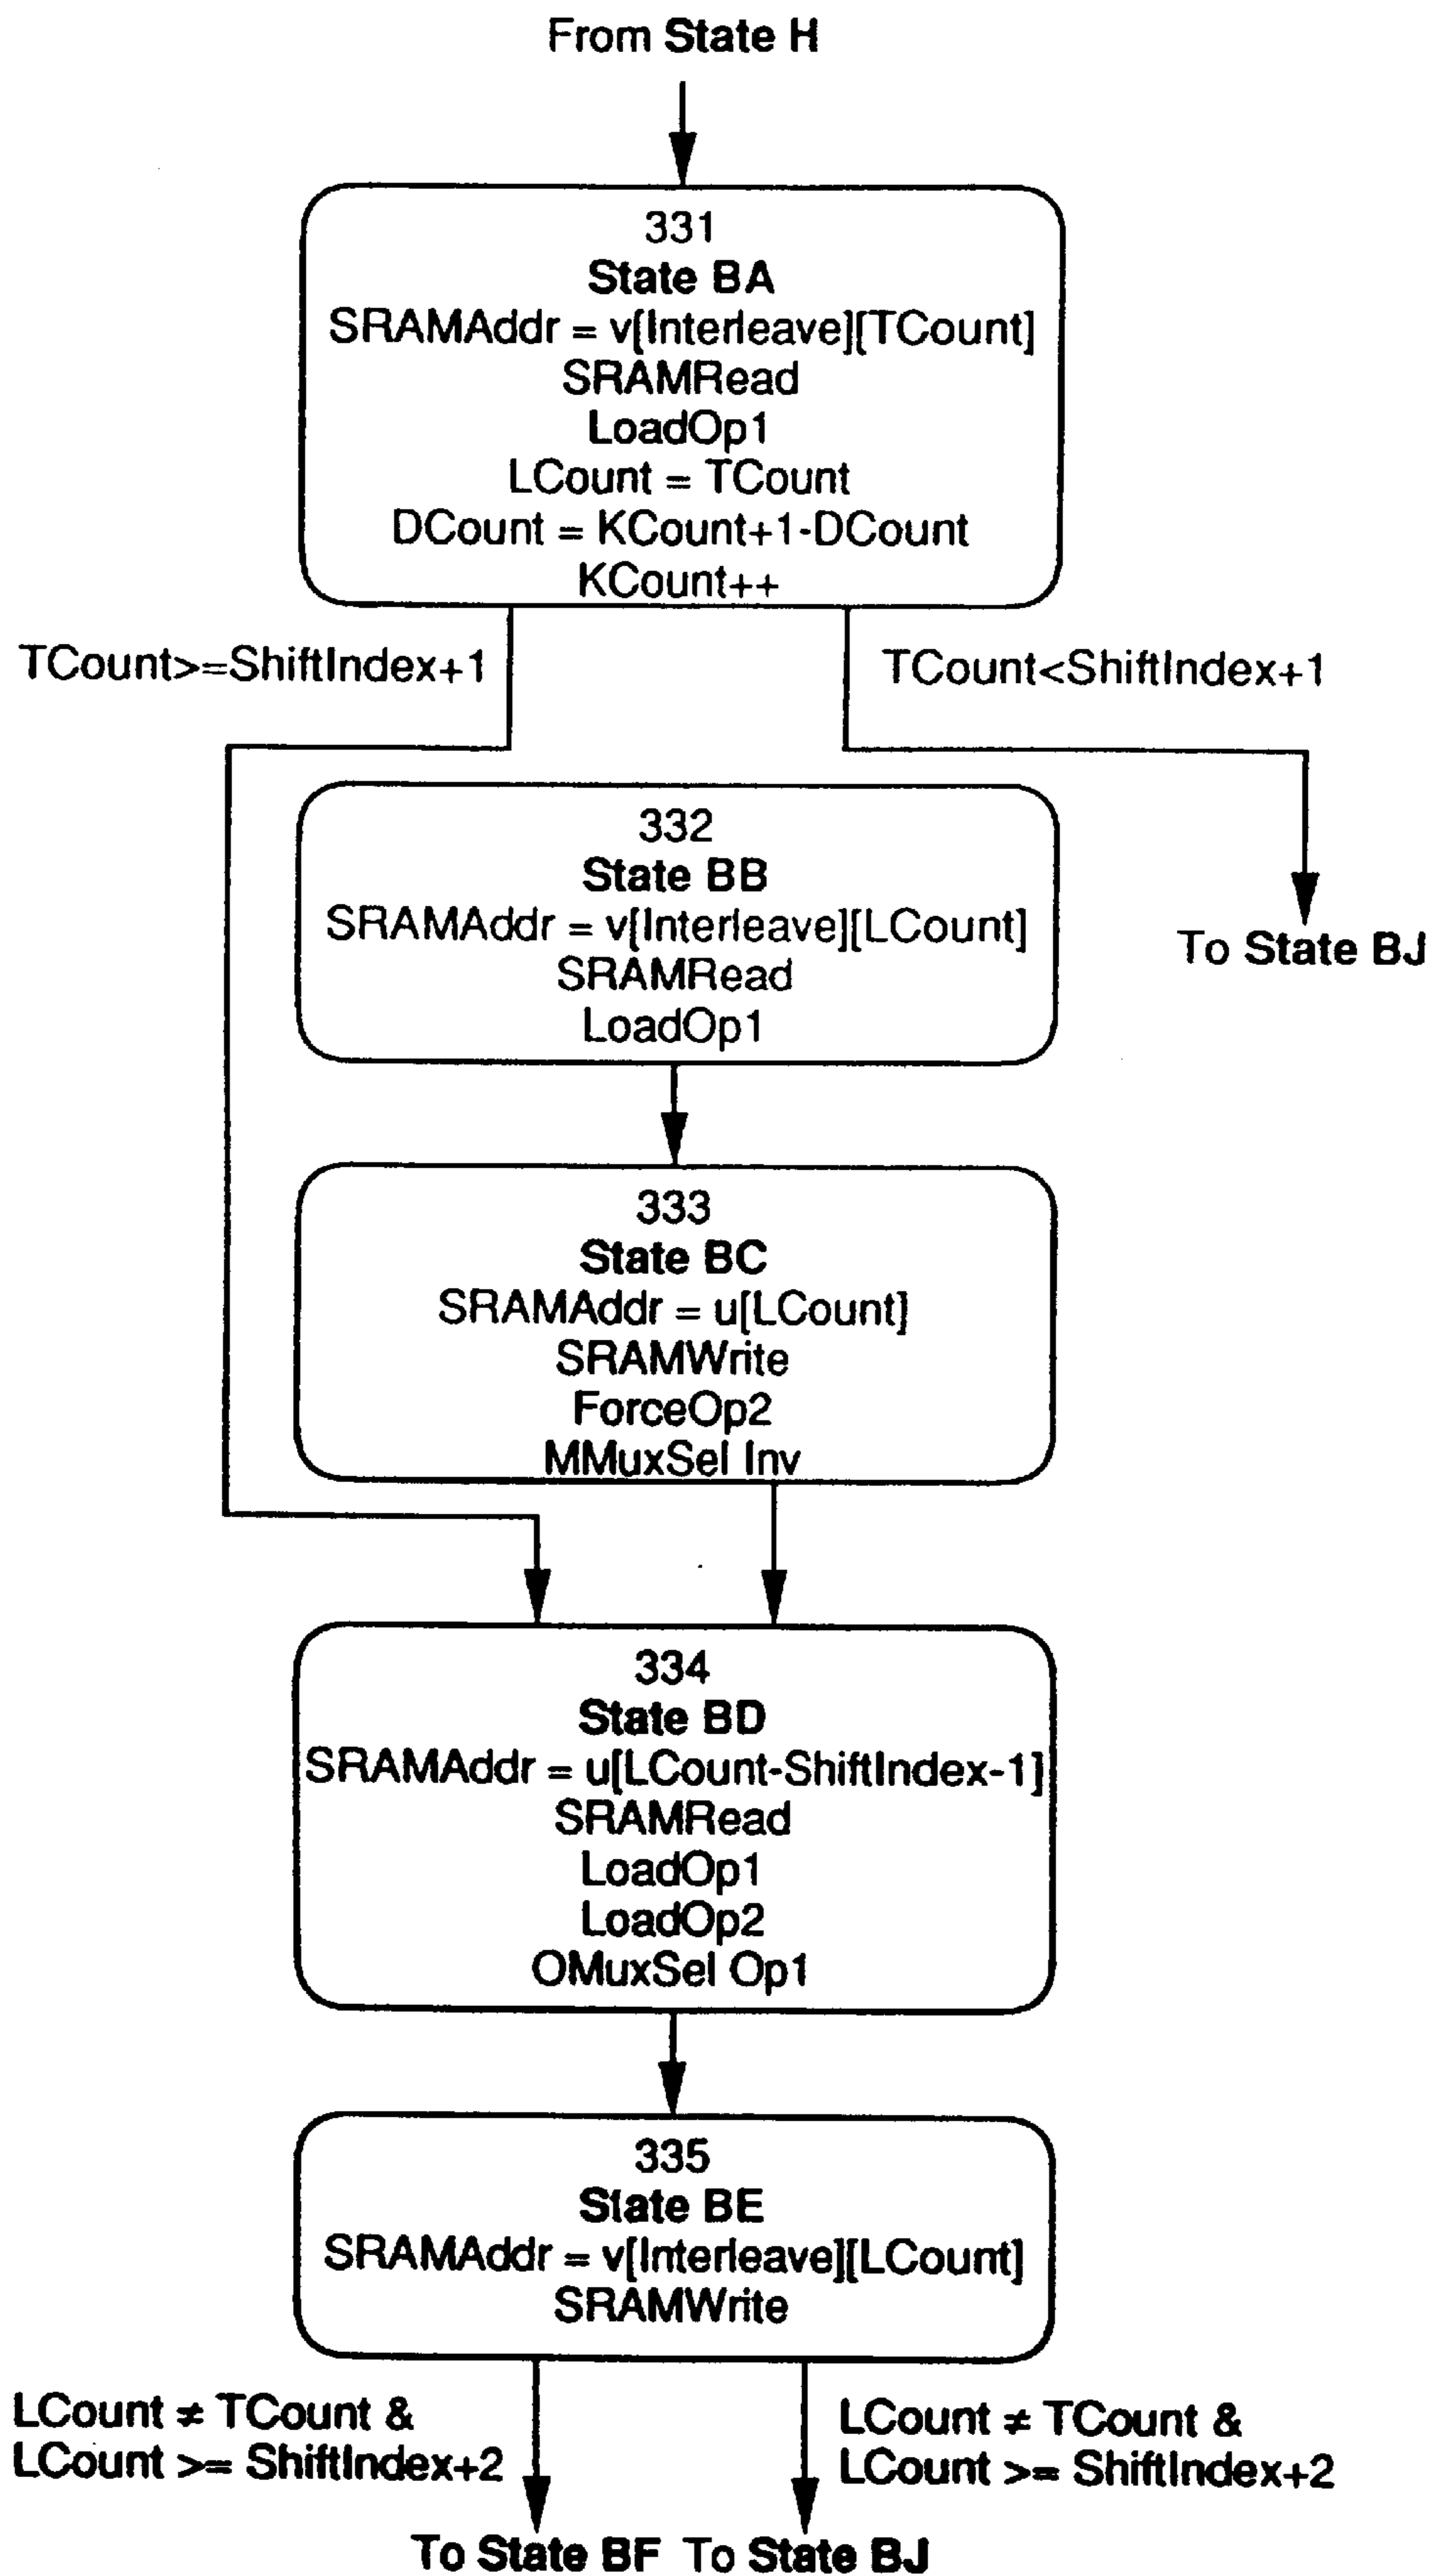 From State H
331
State BA
SRAMAddr = v[Interleave][TCount]
SRAMRead
LoadOp1
LCount = TCount
DCount = KCount+1-DCount
KCount++
TCount>=ShiftIndex+1
TCount<ShiftIndex+1
332
State BB
SRAMAddr = v[Interleave][LCount]
SRAMRead
LoadOp1
To State BJ
333
State BC
SRAMAddr = u[LCount]
SRAMWrite
ForceOp2
MMuxSel Inv
334
State BD
SRAMAddr = u[LCount-ShiftIndex-1]
SRAMRead
LoadOp1
LoadOp2
OMuxSel Op1
335
State BE
SRAMAddr = v[Interleave][LCount]
SRAMWrite
LCount ≠ TCount &
LCount >= ShiftIndex+2
LCount ≠ TCount &
LCount >= ShiftIndex+2
To State BF
To State BJ